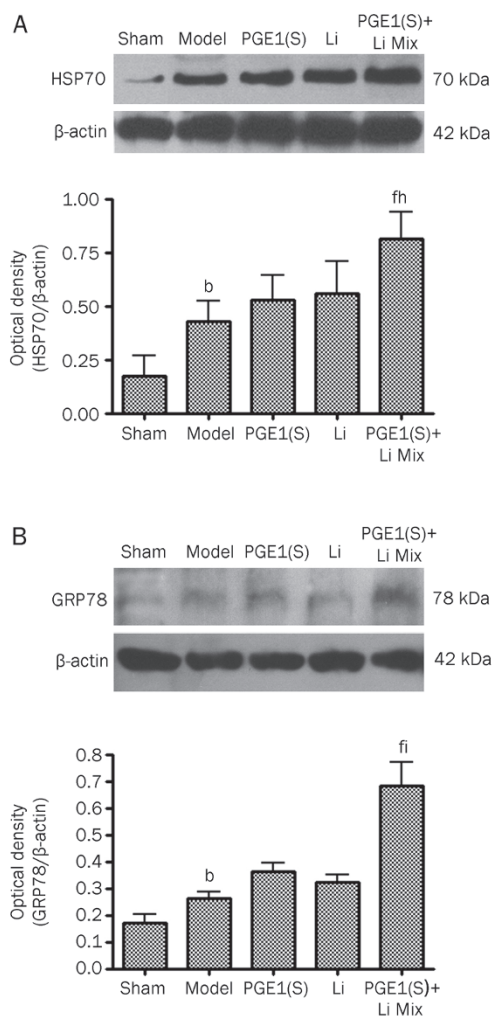 A
Sham Model PGE1(S) Li PGE1(S)+
Li Mix
HSP70 70 kDa
β-actin 42 kDa
Optical density
(HSP70/β-actin)
1.00
0.75
0.50
0.25
0.00
b
fh
Sham Model PGE1(S) Li PGE1(S)+
Li Mix
B
Sham Model PGE1(S) Li PGE1(S)+
Li Mix
GRP78 78 kDa
β-actin 42 kDa
Optical density
(GRP78/β-actin)
0.8
0.7
0.6
0.5
0.4
0.3
0.2
0.1
0.0
b
fi
Sham Model PGE1(S) Li PGE1(S)+
Li Mix